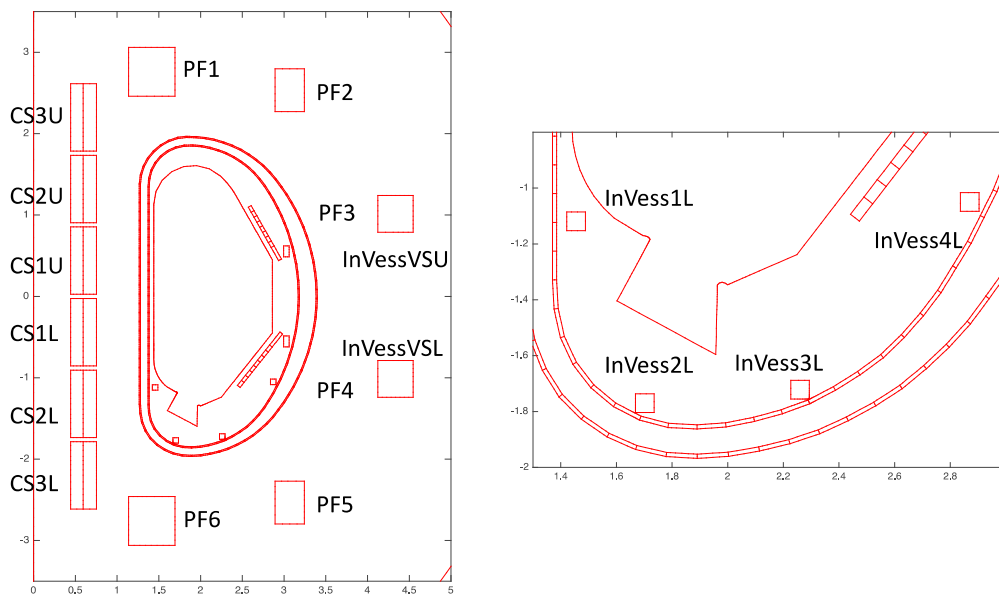 PF1
PF2
CS3U
CS2U
CS1U
CS1L
CS2L
CS3L
PF3
InVessVSU
InVessVSL
PF4
PF5
PF6
3
2
1
0
-1
-2
-3
0
0.5
1
1.5
2
2.5
3
3.5
4
4.5
5
InVess1L
InVess4L
InVess2L
InVess3L
-1
-1.2
-1.4
-1.6
-1.8
-2
1.4
1.6
1.8
2
2.2
2.4
2.6
2.8